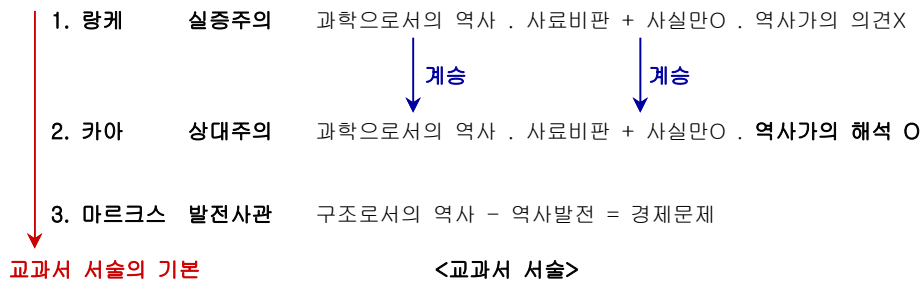 1. 랑케 실증주의 과학으로서의 역사 . 사료비판 + 사실만O . 역사가의 의견X
계승 계승
2. 카아 상대주의 과학으로서의 역사 . 사료비판 + 사실만O . 역사가의 해석 O
3. 마르크스 발전사관 구조로서의 역사 - 역사발전 = 경제문제
교과서 서술의 기본 <교과서 서술>